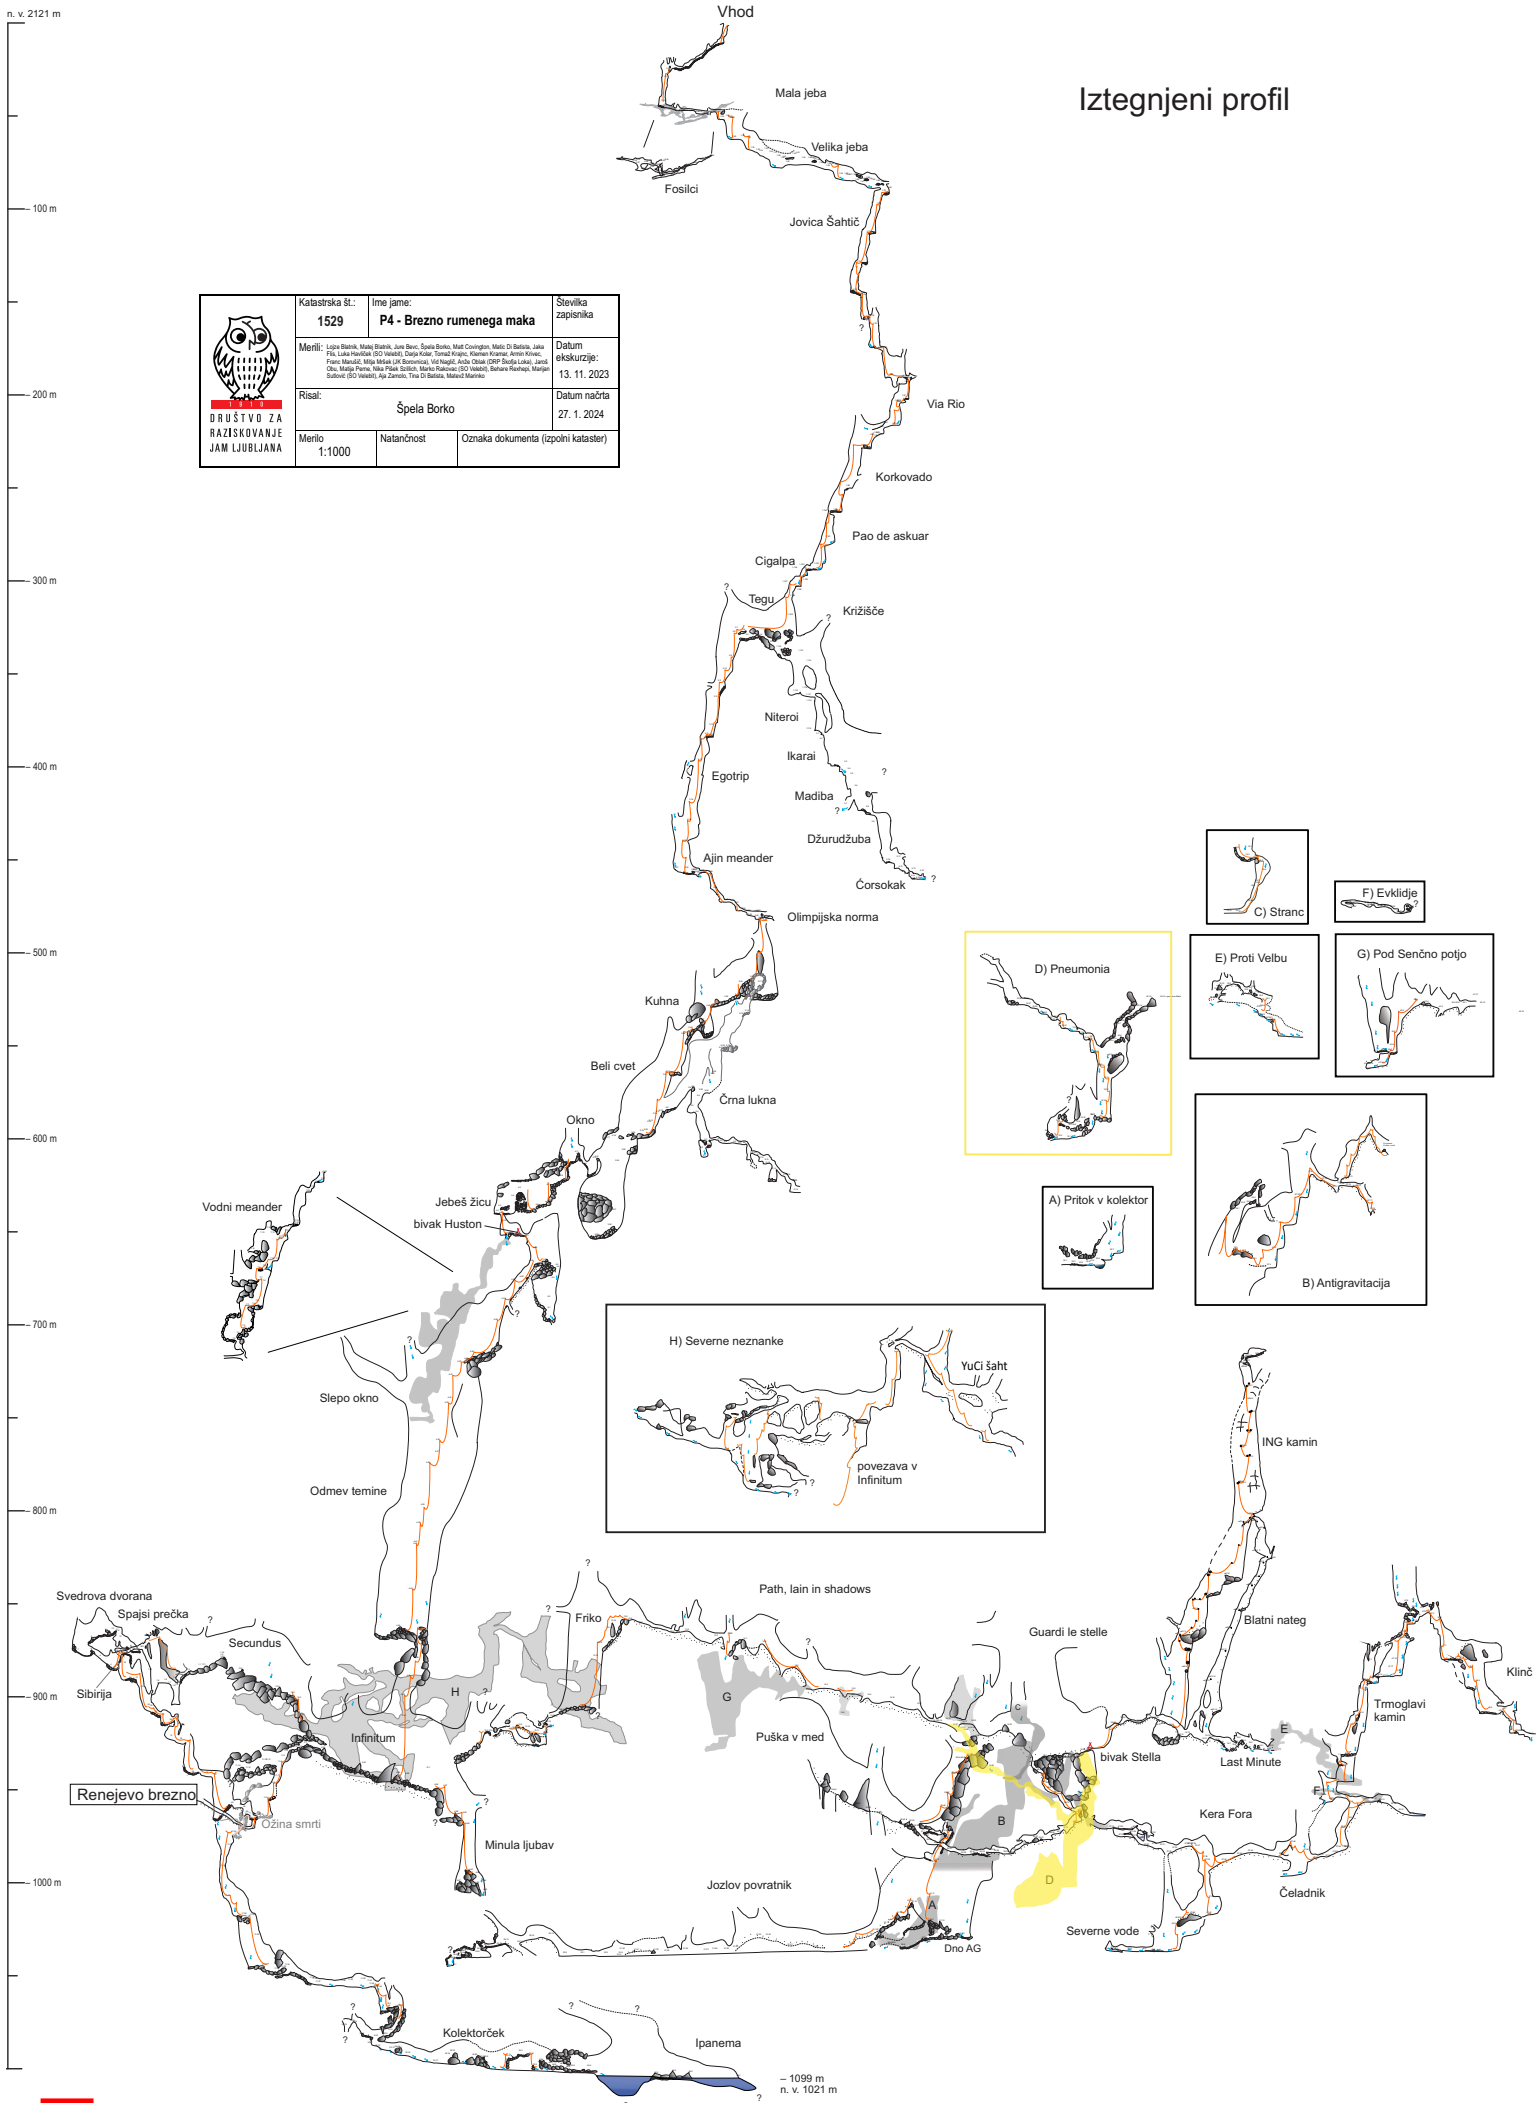 n. v. 2121 m
Vhod
Iztegnjeni profil
Mala jeba
Velika jeba
Fosilci
– 100 m
Jovica Šahtič
Katastrska št.:
1529
Ime jame:
P4 - Brezno rumenega maka
Številka
zapisnika
Merili:
Datum
ekskurzije:
13. 11. 2023
Risal:
Špela Borko
Datum načrta
27. 1. 2024
Merilo
1:1000
Natančnost
Oznaka dokumenta (izpolni kataster)
1 9 1 0
DRUŠTVO ZA
RAZISKOVANJE
JAM LJUBLJANA
?
– 200 m
Via Rio
Korkovado
Pao de askuar
Cigalpa
– 300 m
?
Tegu
Križišče
?
Niteroi
Ikarai
– 400 m
Egotrip
?
Madiba
?
Džurudžuba
Ajin meander
Čorsokak
?
Olimpijska norma
C) Stranc
F) Evklidje
?
– 500 m
D) Pneumonia
E) Proti Velbu
G) Pod Senčno potjo
Kuhna
Beli cvet
Črna lukna
?
Okno
– 600 m
Vodni meander
Jebeš žicu
bivak Huston
A) Pritok v kolektor
B) Antigravitacija
?
– 700 m
?
H) Severne neznanke
YuCi šaht
Slepo okno
ING kamin
povezava v
Infinitum
?
?
Odmev temine
– 800 m
?
Path, lain in shadows
Svedrova dvorana
Spajsi prečka
?
Secundus
?
Friko
Guardi le stelle
Blatni nateg
?
Klinč
Sibirija
– 900 m
H
?
G
C
Trmoglavi
kamin
Infinitum
Puška v med
E
bivak Stella
Last Minute
Renejevo brezno
?
F
Ožina smrti
?
B
Kera Fora
Minula ljubav
– 1000 m
Jozlov povratnik
D
Čeladnik
A
Severne vode
Dno AG
?
?
?
?
?
Kolektorček
Ipanema
– 1099 m
n. v. 1021 m
?